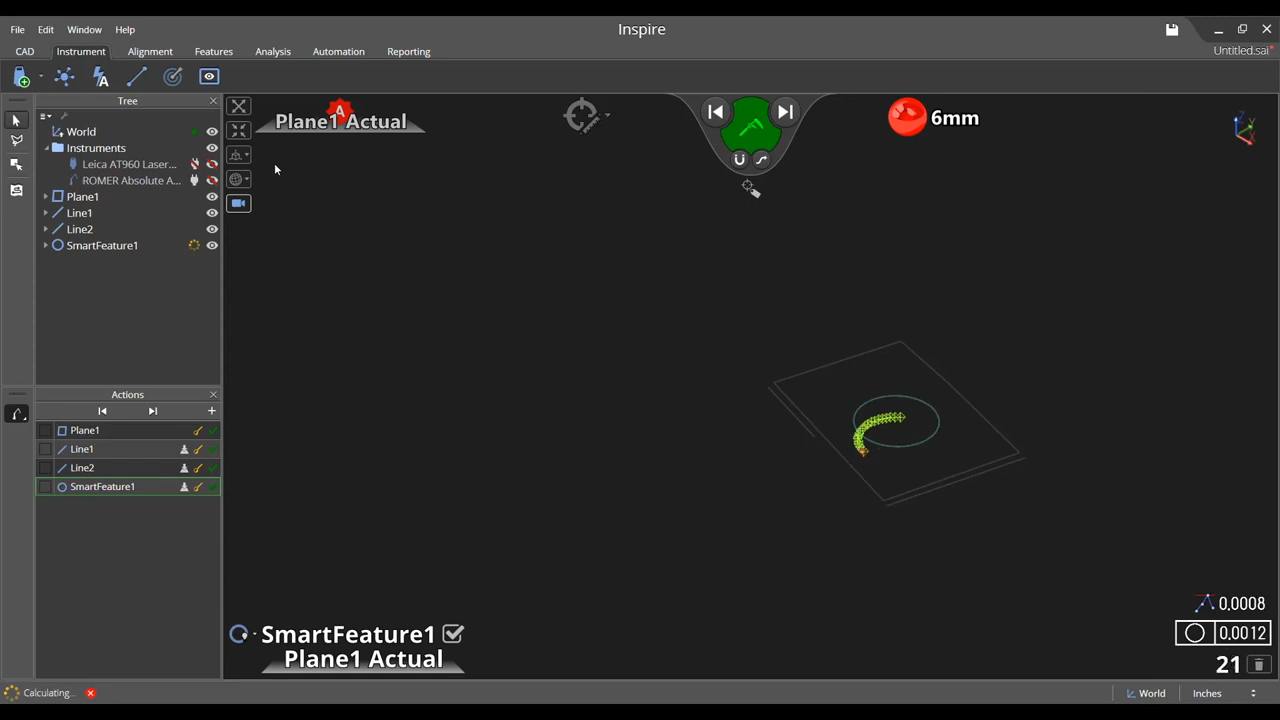 File Edit Window Help
Inspire
CAD Instrument Alignment Features Analysis Automation Reporting
Untitled.sai*
A
Tree
World
Instruments
Leica AT960 Laser...
ROMER Absolute A...
Plane1
Line1
Line2
SmartFeature1
Plane1 Actual
6mm
Actions
Plane1
Line1
Line2
SmartFeature1
SmartFeature1
Plane1 Actual
0.0008
0.0012
21
Calculating...
World
Inches